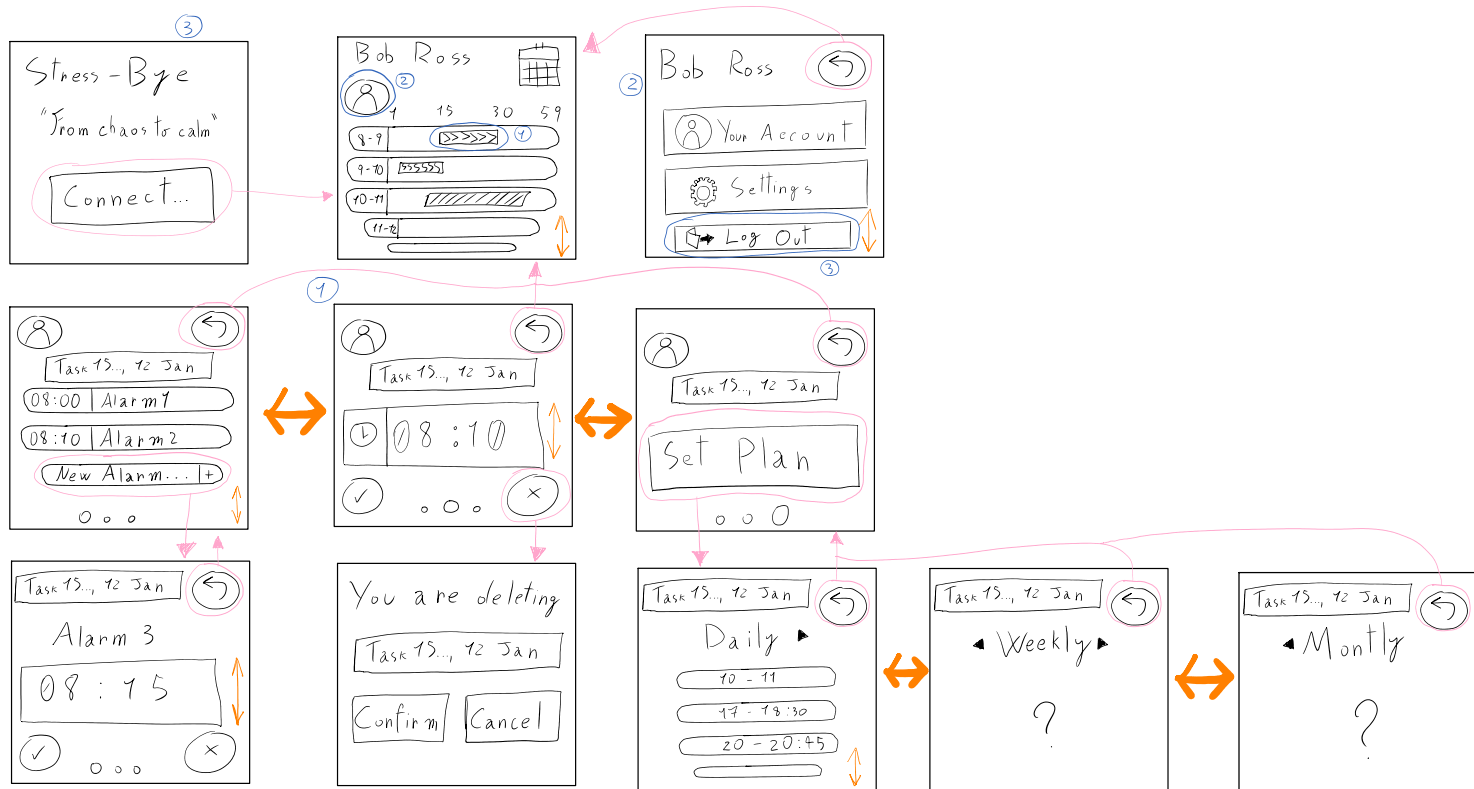 3
Stress-Bye
"From chaos to calm"
Connect...
Bob Ross
2
1 15 30 59
8-9
1
9-10
10-11
11-12
2
Bob Ross
Your Account
Settings
Log Out
3
Task 15..., 12 Jan
08:00 | Alarm 1
08:10 | Alarm 2
New Alarm... | +
1
Task 15..., 12 Jan
08:10
Task 15..., 12 Jan
Set Plan
Task 15..., 12 Jan
Alarm 3
08:15
You are deleting
Task 15..., 12 Jan
Confirm
Cancel
Task 15..., 12 Jan
Daily
10 - 11
17 - 18:30
20 - 20:45
Task 15..., 12 Jan
Weekly
?
Task 15..., 12 Jan
Montly
?